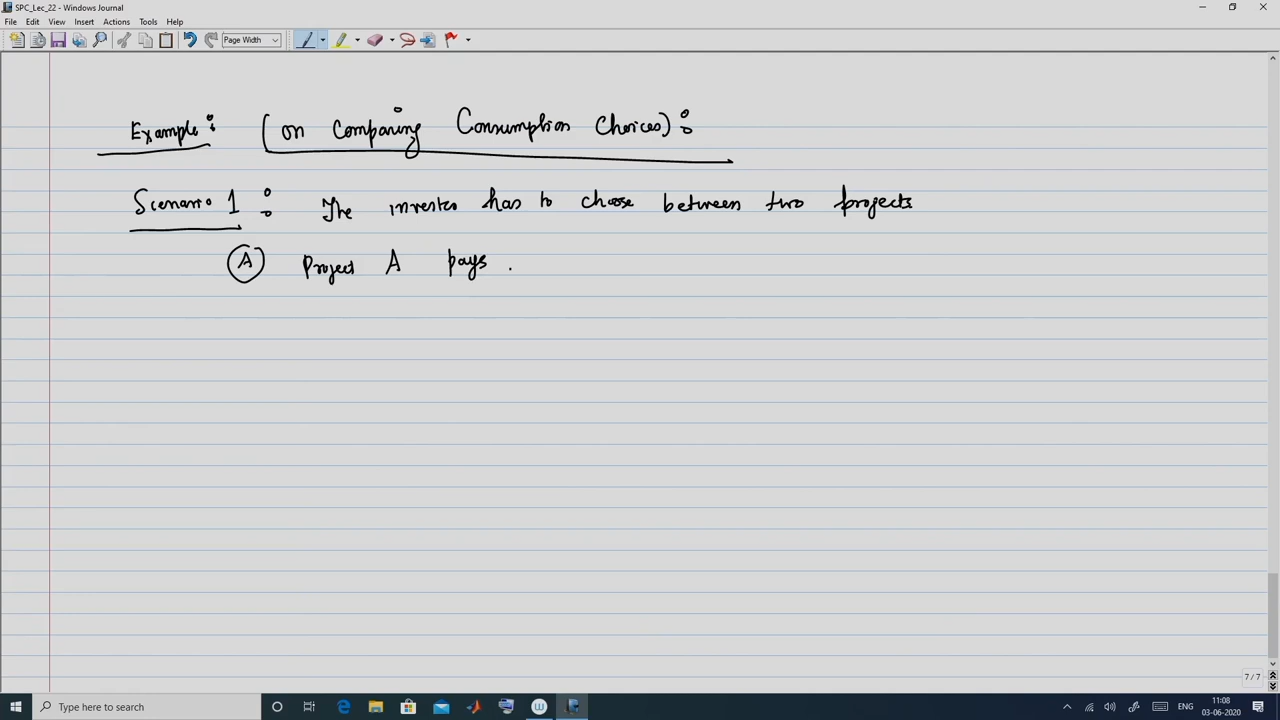 SPC_Lec_22 - Windows Journal
File Edit View Insert Actions Tools Help
Page Width
Example: (on Comparing Consumption Choices):
Scenario 1: The investor has to choose between two projects
(A) Project A pays
7 / 7
Type here to search
ENG
11:08
03-06-2020